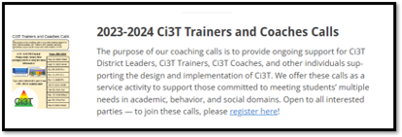 2023-2024 Ci3T Trainers and Coaches Calls
The purpose of our coaching calls is to provide ongoing support for Ci3T
District Leaders, Ci3T Trainers, Ci3T Coaches, and other individuals sup-
porting the design and implementation of Ci3T. We offer these calls as a
service activity to support those committed to meeting students' multiple
needs in academic, behavior, and social domains. Open to all interested
parties — to join these calls, please register here!
Ci3T